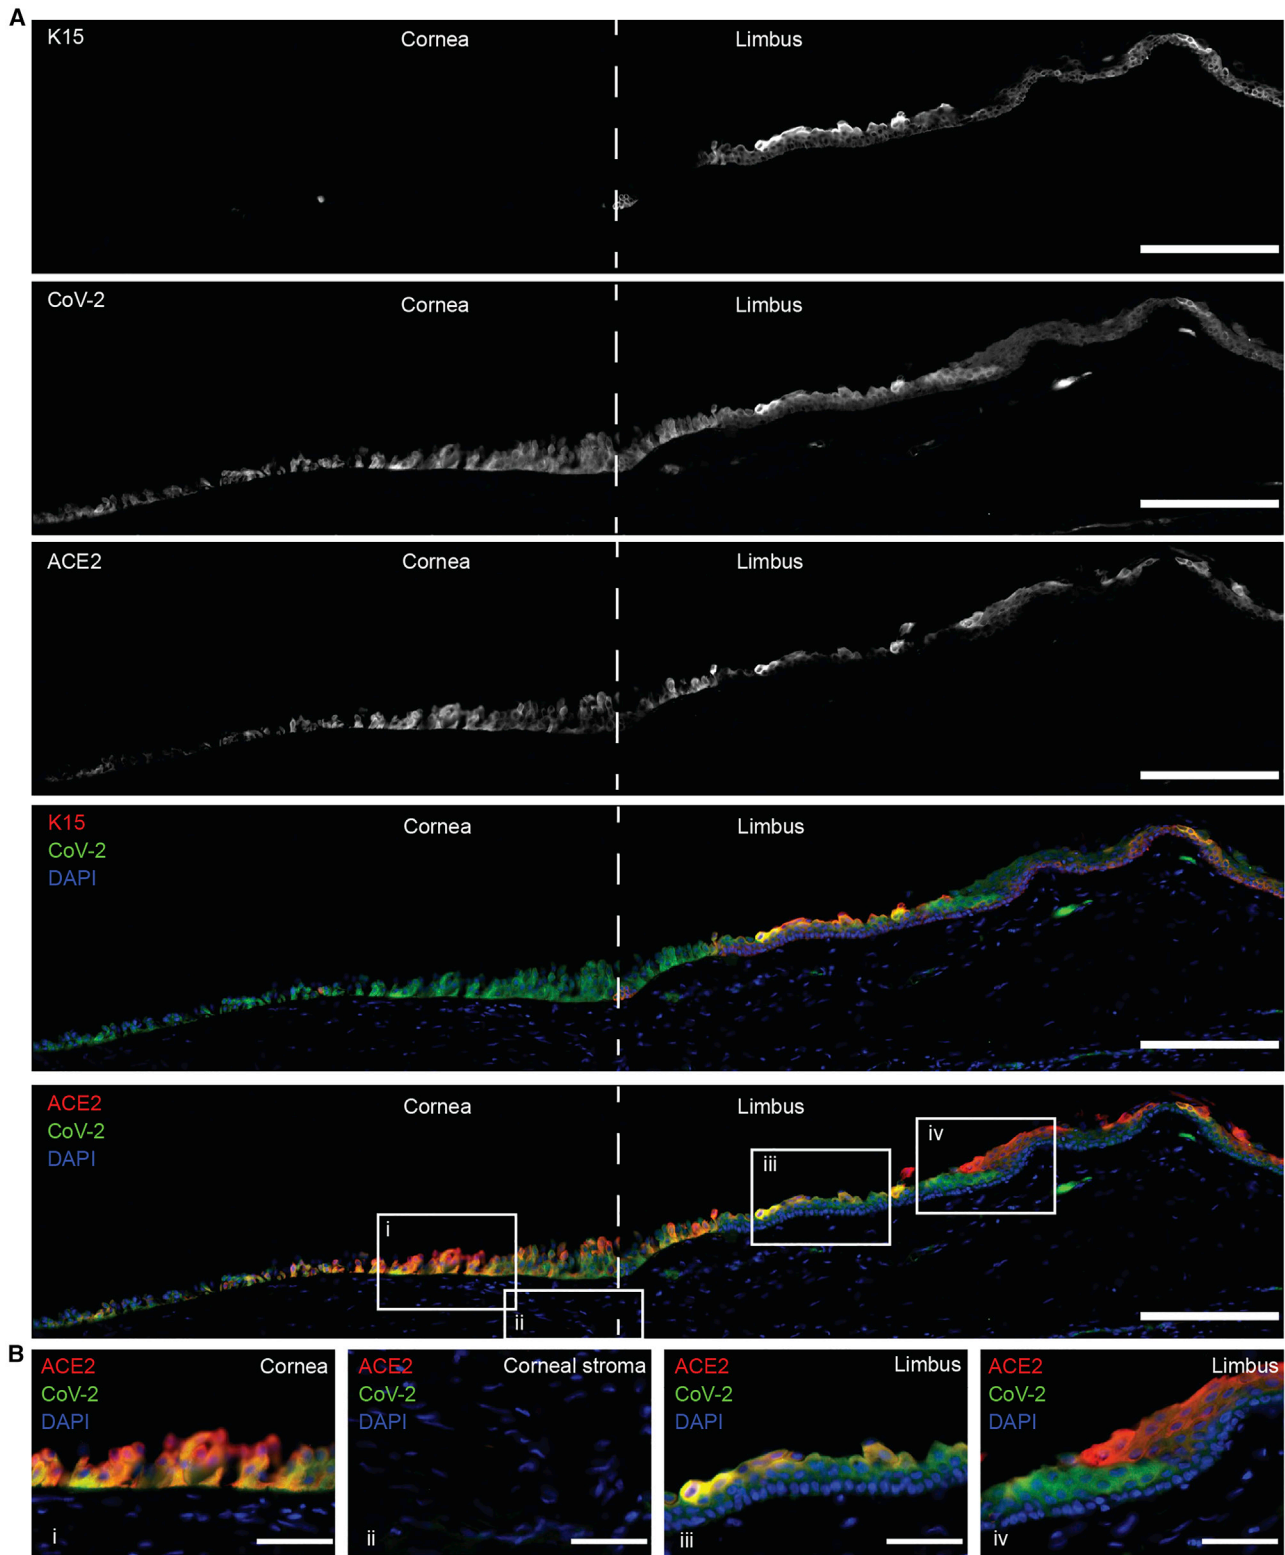 A
K15
Cornea
Limbus
CoV-2
Cornea
Limbus
ACE2
Cornea
Limbus
K15
Cornea
Limbus
CoV-2
DAPI
ACE2
Cornea
Limbus
CoV-2
DAPI
iv
iii
i
ii
B
ACE2
Cornea
CoV-2
DAPI
i
ACE2
Corneal stroma
CoV-2
DAPI
ii
ACE2
Limbus
CoV-2
DAPI
iii
ACE2
Limbus
CoV-2
DAPI
iv